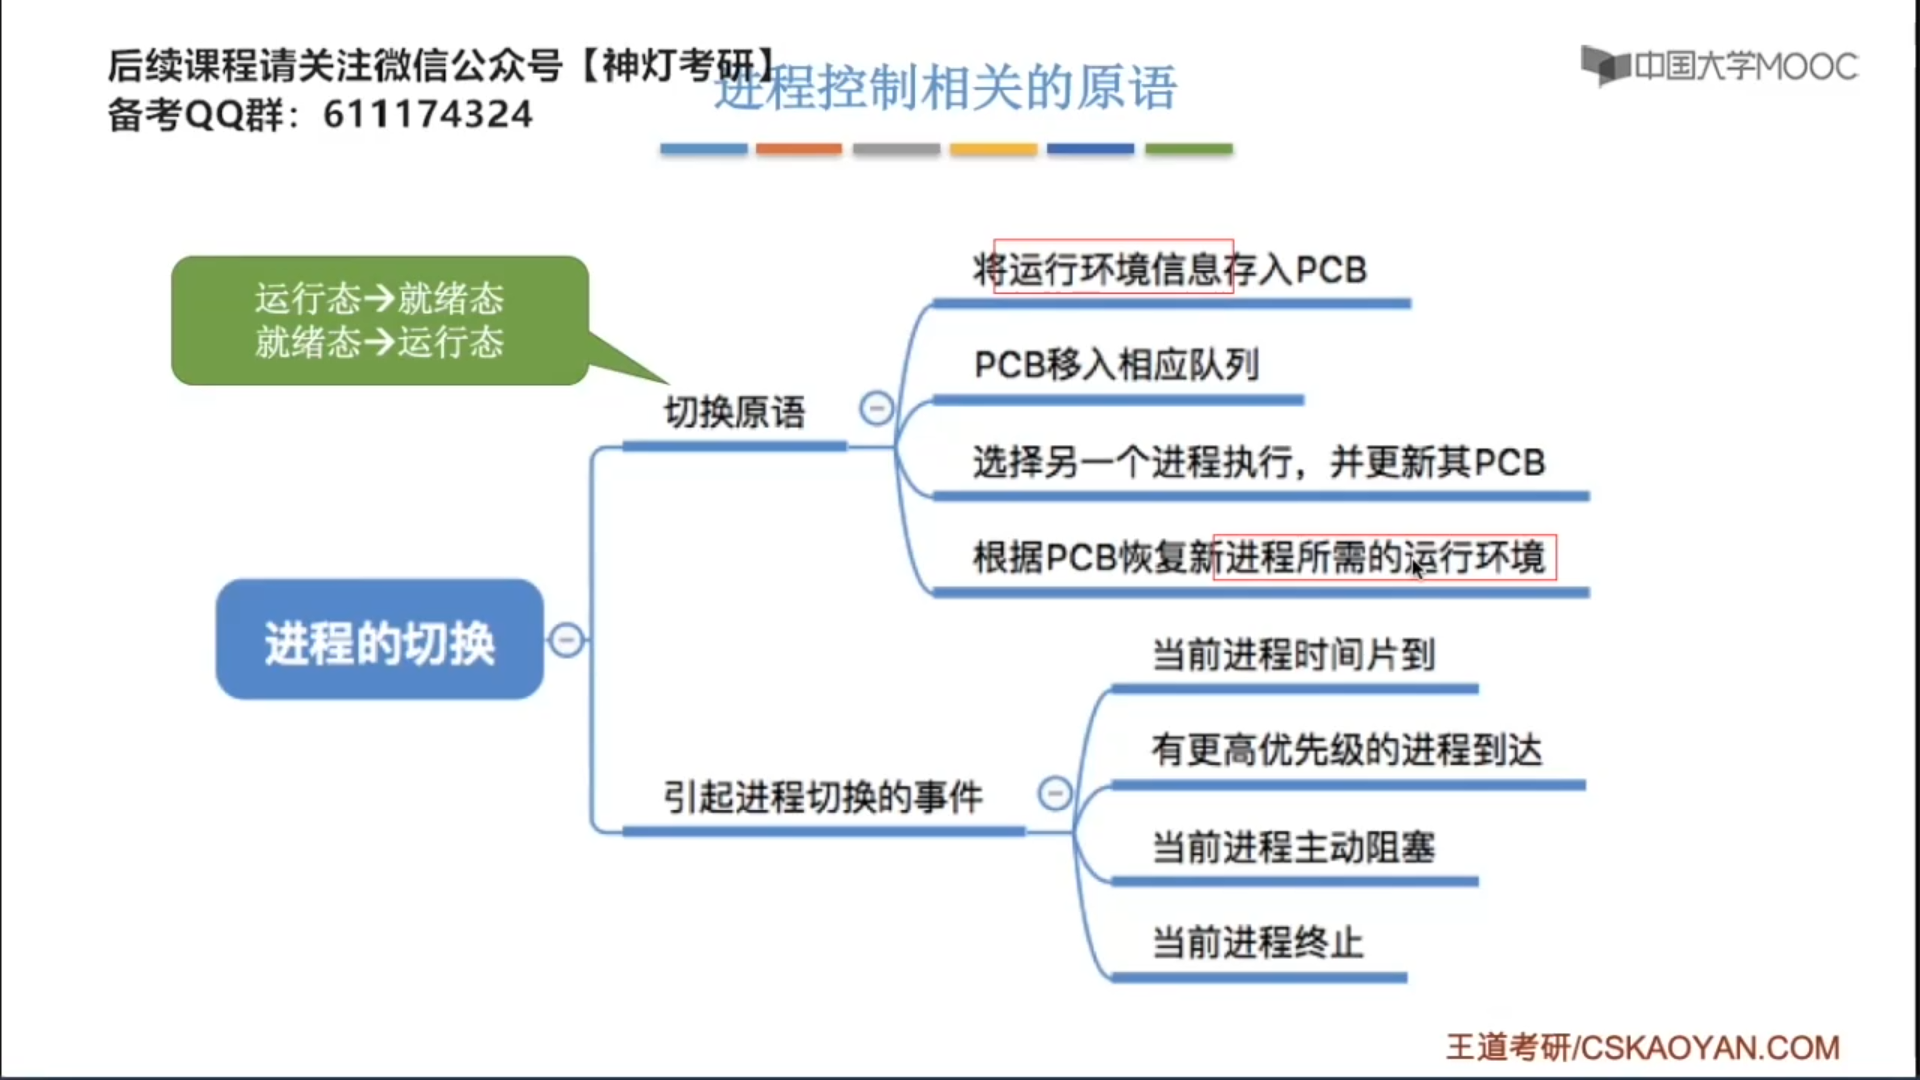 后续课程请关注微信公众号【神灯考研】
备考QQ群：611174324
进程控制相关的原语
中国大学MOOC
运行态→就绪态
就绪态→运行态
切换原语
将运行环境信息存入PCB
PCB移入相应队列
选择另一个进程执行，并更新其PCB
根据PCB恢复新进程所需的运行环境
进程的切换
引起进程切换的事件
当前进程时间片到
有更高优先级的进程到达
当前进程主动阻塞
当前进程终止
王道考研/CSKAOYAN.COM